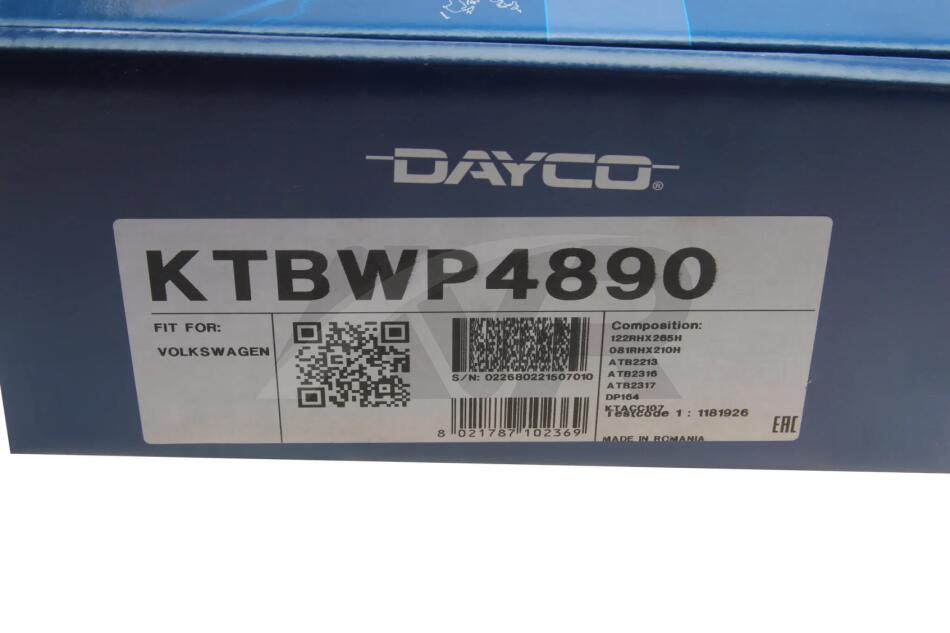 DAYCO®
KTBWP4890
FIT FOR:
VOLKSWAGEN
S/N: 022680221507010
8 021787 102369
Composition:
122RHX265H
081RHX210H
ATB2213
ATB2316
ATB2317
DP164
KTACC107
Testcode 1 : 1181926
MADE IN ROMANIA
EAC